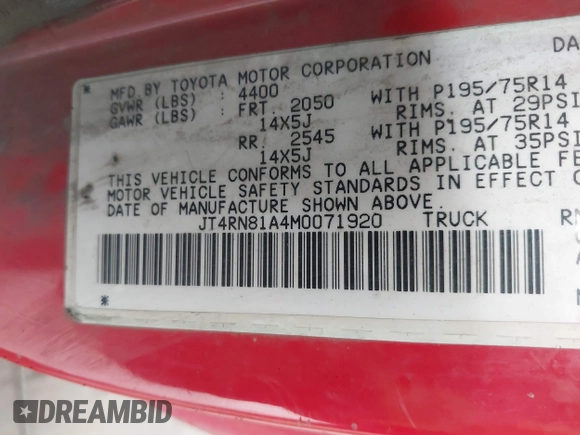 DA
MFD BY TOYOTA MOTOR CORPORATION
GVWR (LBS) : 4400 WITH P195/75R14
GAWR (LBS) : FRT. 2050 RIMS. AT 29PSI
14X5J WITH P195/75R14
RR. 2545 RIMS. AT 35PSI
14X5J
THIS VEHICLE CONFORMS TO ALL APPLICABLE FE
MOTOR VEHICLE SAFETY STANDARDS IN EFFECT O
DATE OF MANUFACTURE SHOWN ABOVE.
JT4RN81A4M0071920 TRUCK RN
* *
DREAMBID